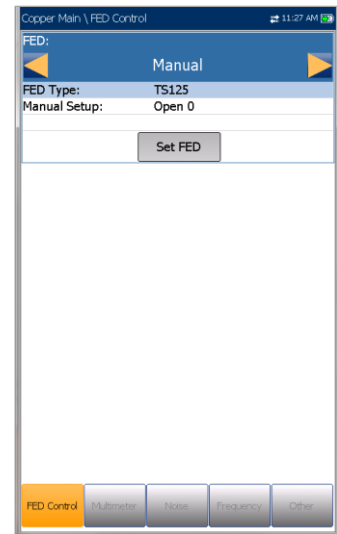 Copper Main \ FED Control 11:27 AM
FED:
Manual
FED Type: TS125
Manual Setup: Open 0
Set FED
FED Control Multimeter Noise Frequency Other